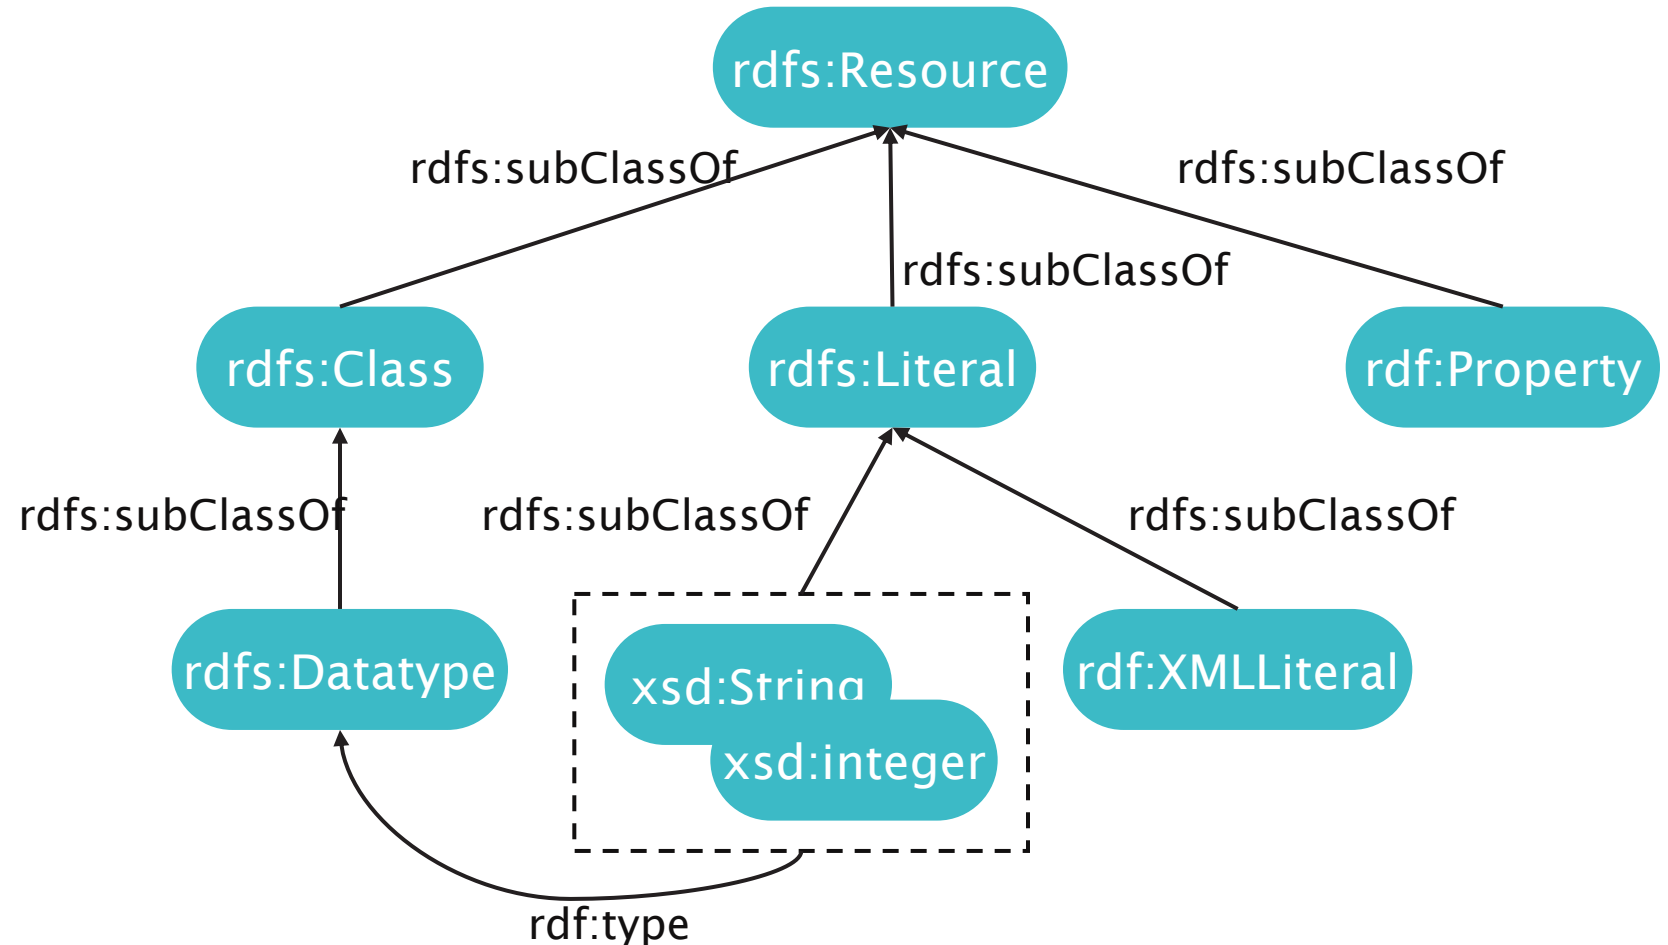 rdfs:Resource
rdfs:subClassOf
rdfs:subClassOf
rdfs:subClassOf
rdfs:Class
rdfs:Literal
rdf:Property
rdfs:subClassOf
rdfs:subClassOf
rdfs:subClassOf
rdfs:Datatype
xsd:String
rdf:XMLLiteral
xsd:integer
rdf:type